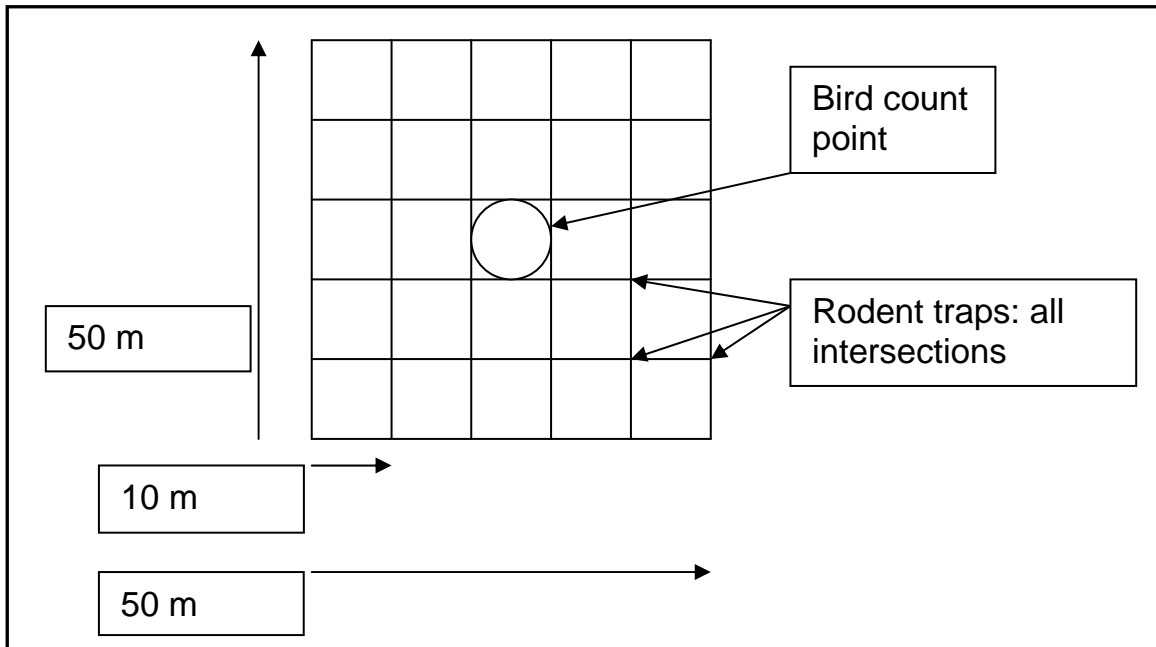 Bird count
point
50 m
Rodent traps: all
intersections
10 m
50 m